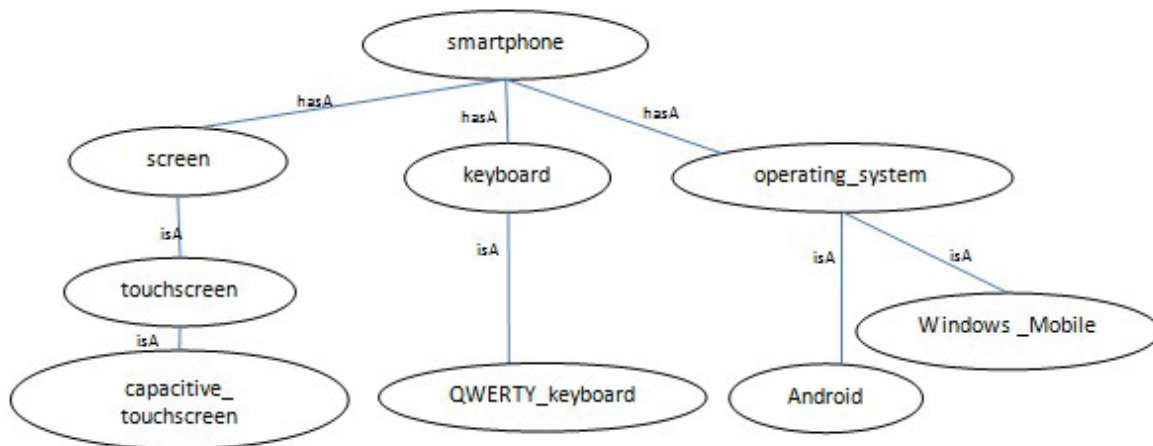 smartphone
hasA
hasA
hasA
screen
keyboard
operating_system
isA
isA
isA
isA
touchscreen
Windows _Mobile
isA
capacitive_
touchscreen
QWERTY_keyboard
Android